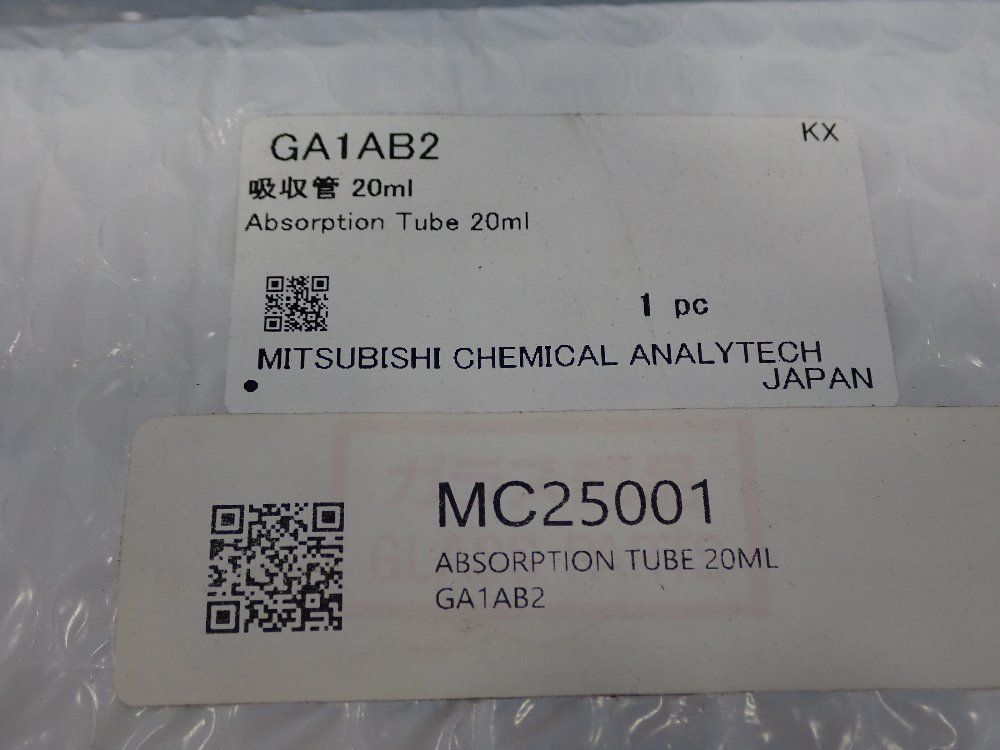 GA1AB2
KX
吸収管 20ml
Absorption Tube 20ml
1 pc
MITSUBISHI CHEMICAL ANALYTECH
JAPAN
MC25001
ABSORPTION TUBE 20ML
GA1AB2